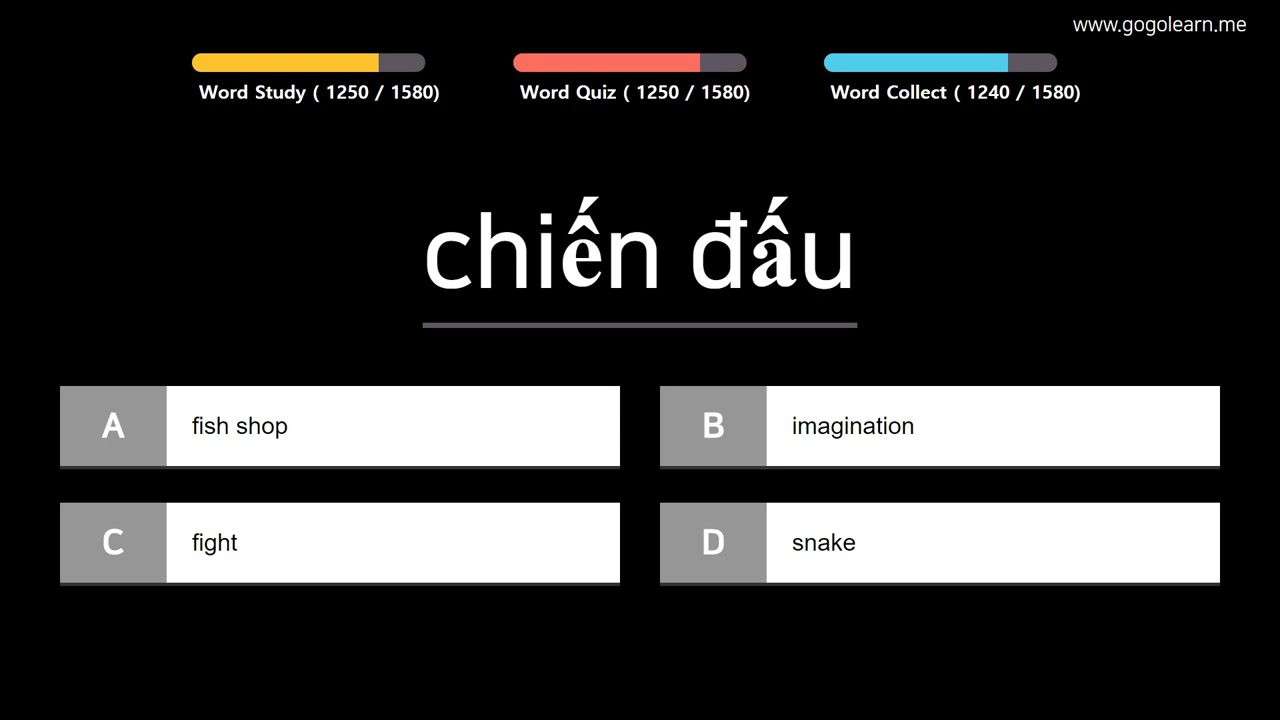 www.gogolearn.me
Word Study ( 1250 / 1580)
Word Quiz ( 1250 / 1580)
Word Collect ( 1240 / 1580)
chiến đấu
A fish shop
B imagination
C fight
D snake